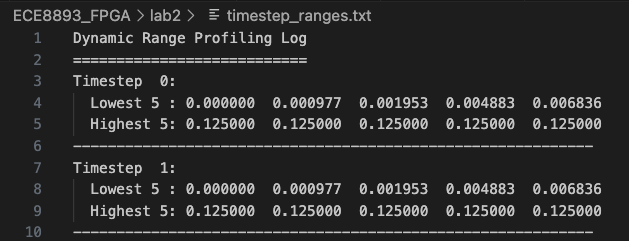 ECE8893_FPGA > lab2 > timestep_ranges.txt
1 Dynamic Range Profiling Log
2 ===========================
3 Timestep  0:
4   Lowest 5 : 0.000000  0.000977  0.001953  0.004883  0.006836
5   Highest 5: 0.125000  0.125000  0.125000  0.125000  0.125000
6 ------------------------------------------------------------
7 Timestep  1:
8   Lowest 5 : 0.000000  0.000977  0.001953  0.004883  0.006836
9   Highest 5: 0.125000  0.125000  0.125000  0.125000  0.125000
10 ------------------------------------------------------------